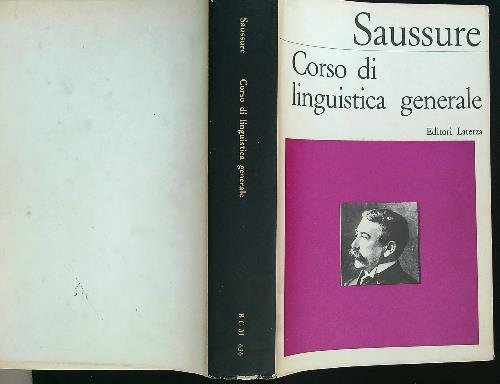 Saussure
Corso di
linguistica generale
Editori Laterza
Saussure
Corso di linguistica generale